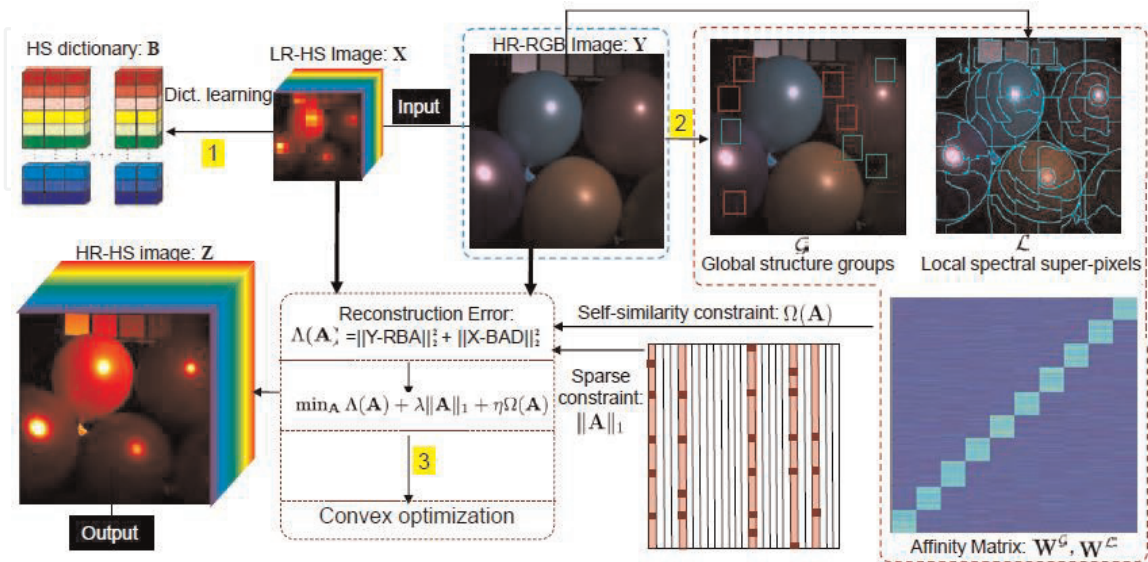 HS dictionary: B
LR-HS Image: X
HR-RGB Image: Y
Dict. learning
Input
1
2
𝒢
Global structure groups
ℒ
Local spectral super-pixels
HR-HS image: Z
Reconstruction Error:
Λ(A) =||Y-RBA||²₂ + ||X-BAD||²₂
Self-similarity constraint: Ω(A)
Sparse
constraint:
‖A‖₁
min_A Λ(A) + λ‖A‖₁ + ηΩ(A)
3
Convex optimization
Output
Affinity Matrix: W^𝒢, W^ℒ